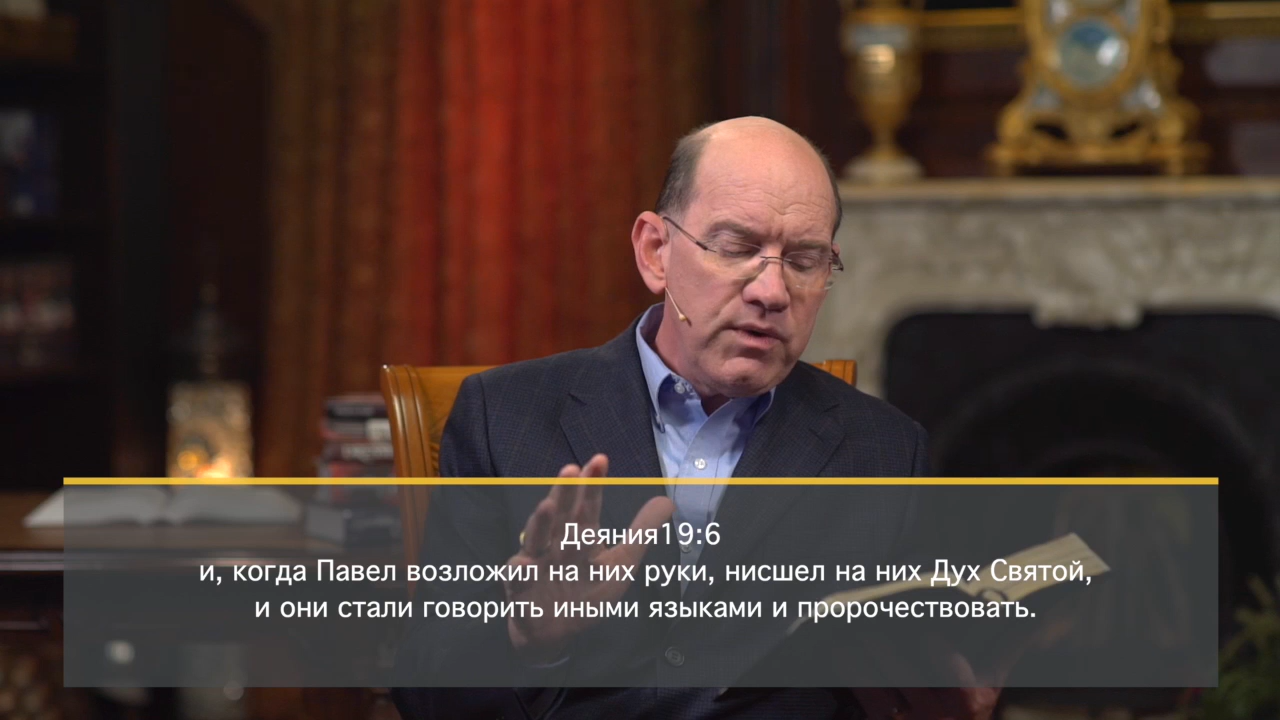 Деяния19:6
и, когда Павел возложил на них руки, нисшел на них Дух Святой,
и они стали говорить иными языками и пророчествовать.